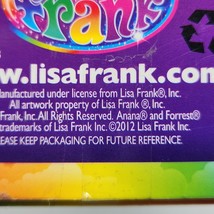 Frank
w.lisafrank.com
Manufactured under license from Lisa Frank®, Inc.
All artwork property of Lisa Frank ®, Inc.
Frank, Inc. All Rights Reserved. Anana® and Forrest®
trademarks of Lisa Frank Inc. ©2012 Lisa Frank Inc.
PLEASE KEEP PACKAGING FOR FUTURE REFERENCE.